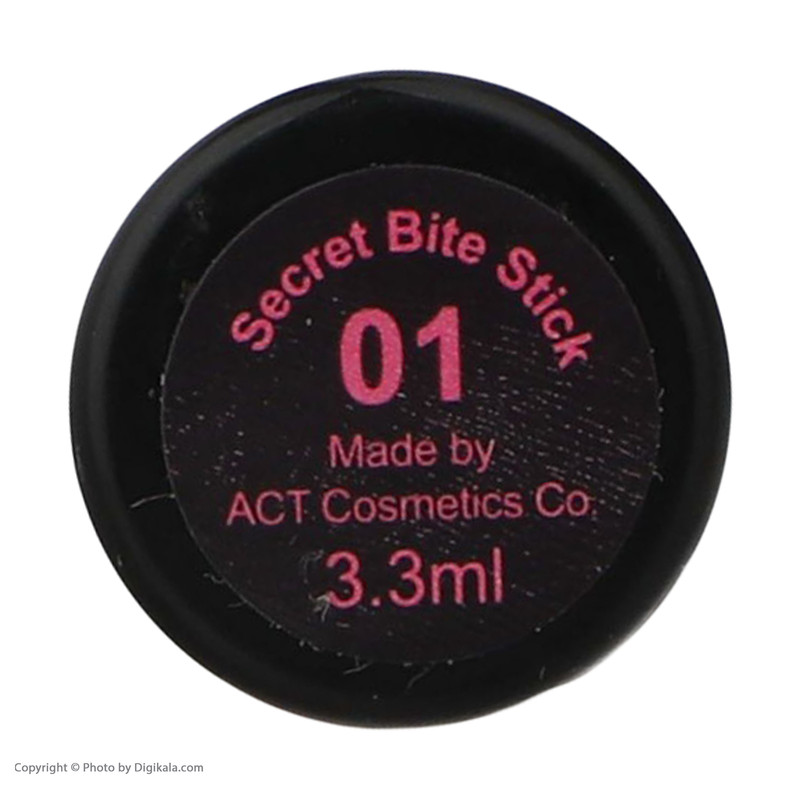 Secret Bite Stick
01
Made by
ACT Cosmetics Co.
3.3ml
Copyright © Photo by Digikala.com